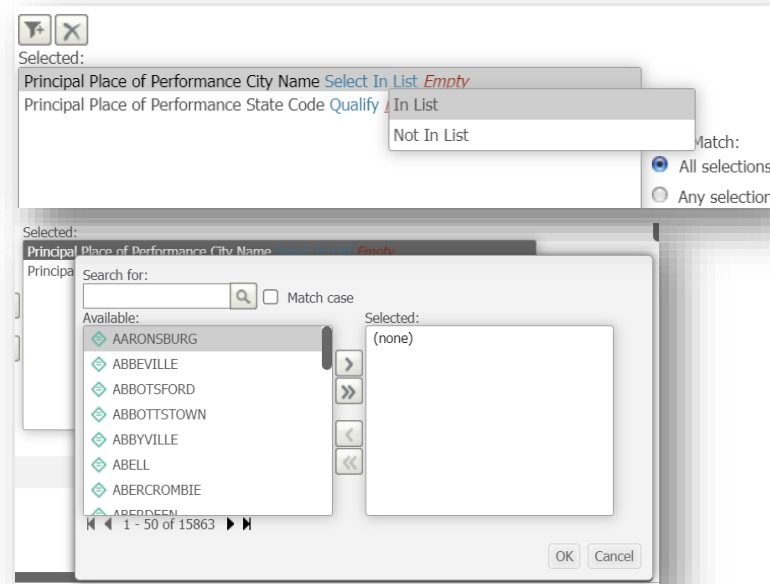 Selected:
Principal Place of Performance City Name Select In List Empty
Principal Place of Performance State Code Qualify
In List
Not In List
Match:
All selections
Any selection
Selected:
Principal Place of Performance City Name Empty
Principa
Search for:
Match case
Available:
Selected:
AARONSBURG
(none)
ABBEVILLE
ABBOTSFORD
ABBOTTSTOWN
ABBYVILLE
ABELL
ABERCROMBIE
ABERDEEN
1 - 50 of 15863
OK Cancel